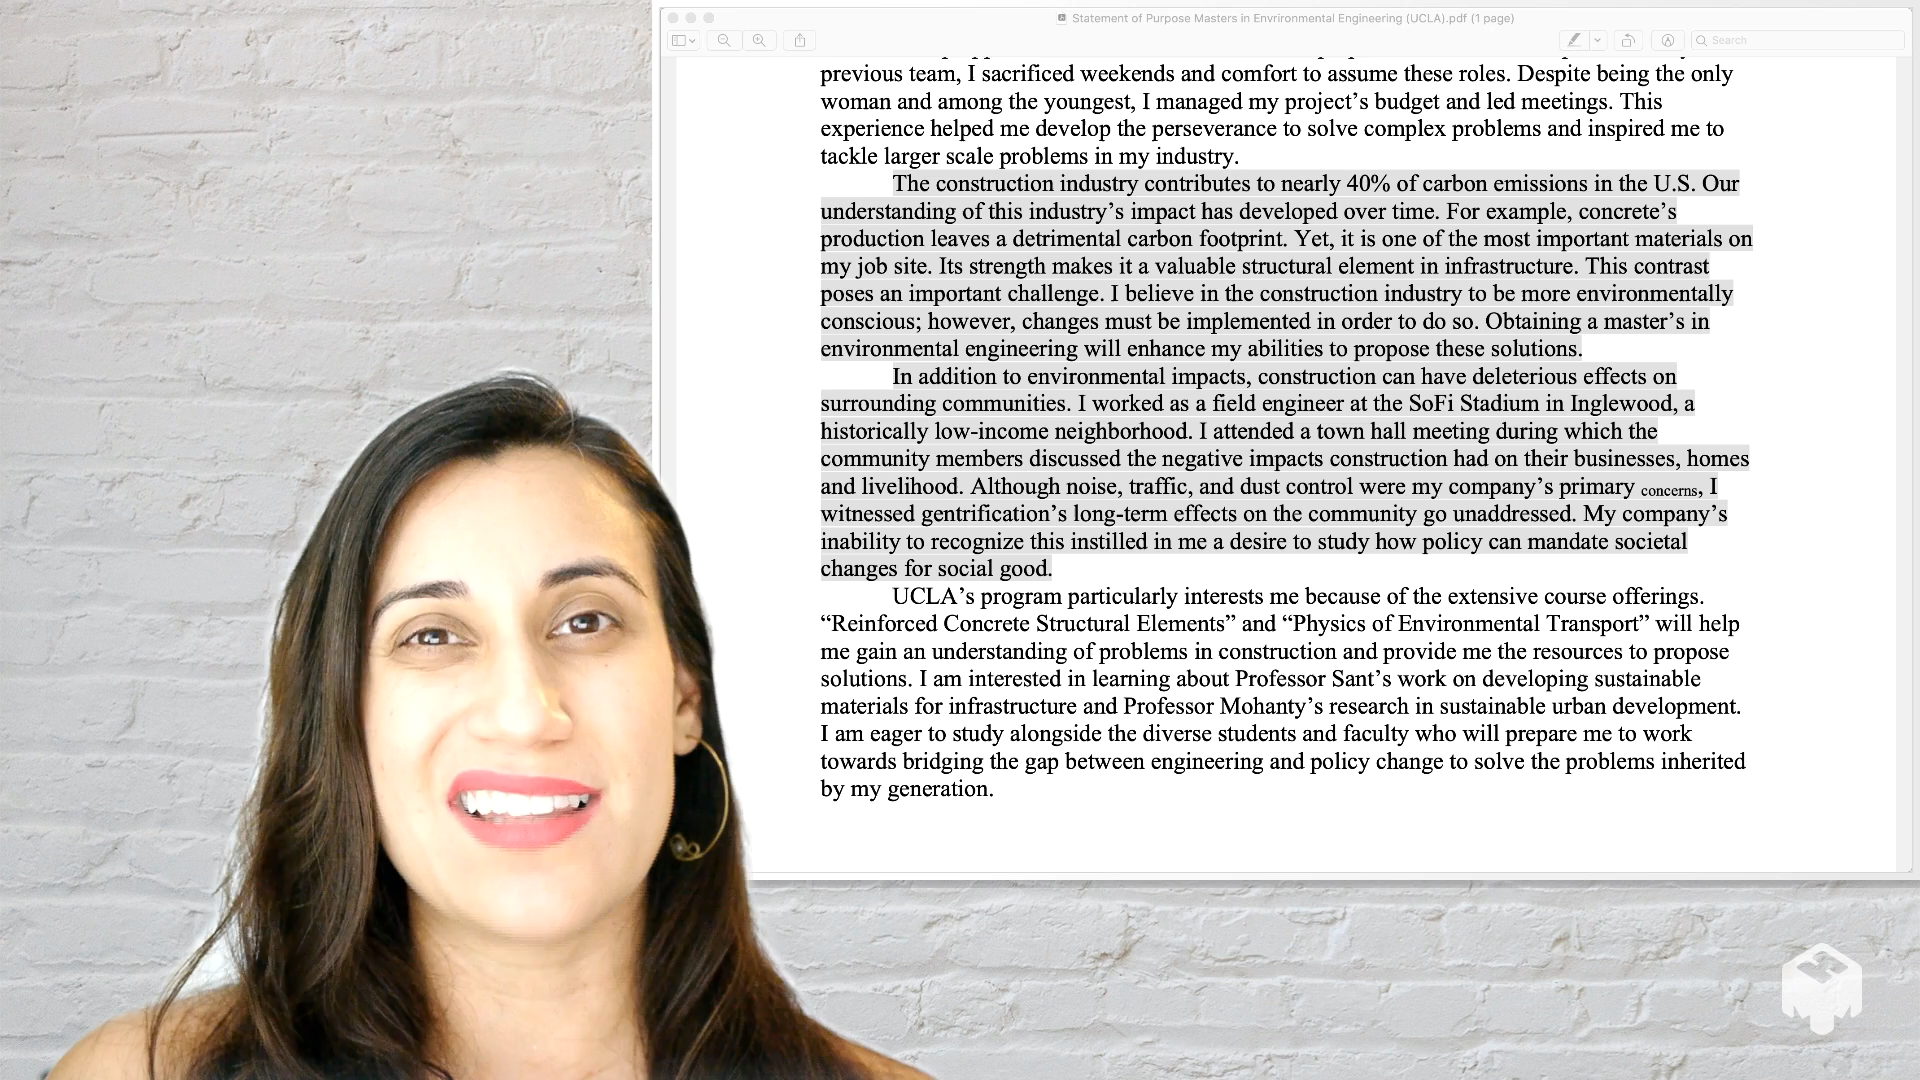 Statement of Purpose Masters in Envrironmental Engineering (UCLA).pdf (1 page)
Search
previous team, I sacrificed weekends and comfort to assume these roles. Despite being the only
woman and among the youngest, I managed my project’s budget and led meetings. This
experience helped me develop the perseverance to solve complex problems and inspired me to
tackle larger scale problems in my industry.
The construction industry contributes to nearly 40% of carbon emissions in the U.S. Our
understanding of this industry’s impact has developed over time. For example, concrete’s
production leaves a detrimental carbon footprint. Yet, it is one of the most important materials on
my job site. Its strength makes it a valuable structural element in infrastructure. This contrast
poses an important challenge. I believe in the construction industry to be more environmentally
conscious; however, changes must be implemented in order to do so. Obtaining a master’s in
environmental engineering will enhance my abilities to propose these solutions.
In addition to environmental impacts, construction can have deleterious effects on
surrounding communities. I worked as a field engineer at the SoFi Stadium in Inglewood, a
historically low-income neighborhood. I attended a town hall meeting during which the
community members discussed the negative impacts construction had on their businesses, homes
and livelihood. Although noise, traffic, and dust control were my company’s primary concerns, I
witnessed gentrification’s long-term effects on the community go unaddressed. My company’s
inability to recognize this instilled in me a desire to study how policy can mandate societal
changes for social good.
UCLA’s program particularly interests me because of the extensive course offerings.
“Reinforced Concrete Structural Elements” and “Physics of Environmental Transport” will help
me gain an understanding of problems in construction and provide me the resources to propose
solutions. I am interested in learning about Professor Sant’s work on developing sustainable
materials for infrastructure and Professor Mohanty’s research in sustainable urban development.
I am eager to study alongside the diverse students and faculty who will prepare me to work
towards bridging the gap between engineering and policy change to solve the problems inherited
by my generation.